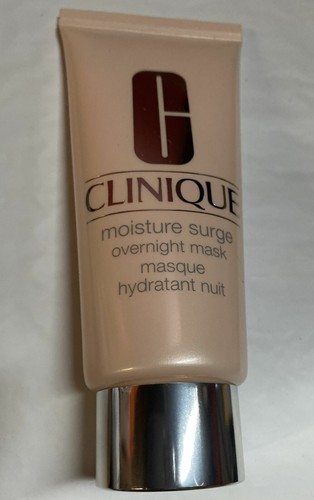 C
CLINIQUE
moisture surge
overnight mask
masque
hydratant nuit